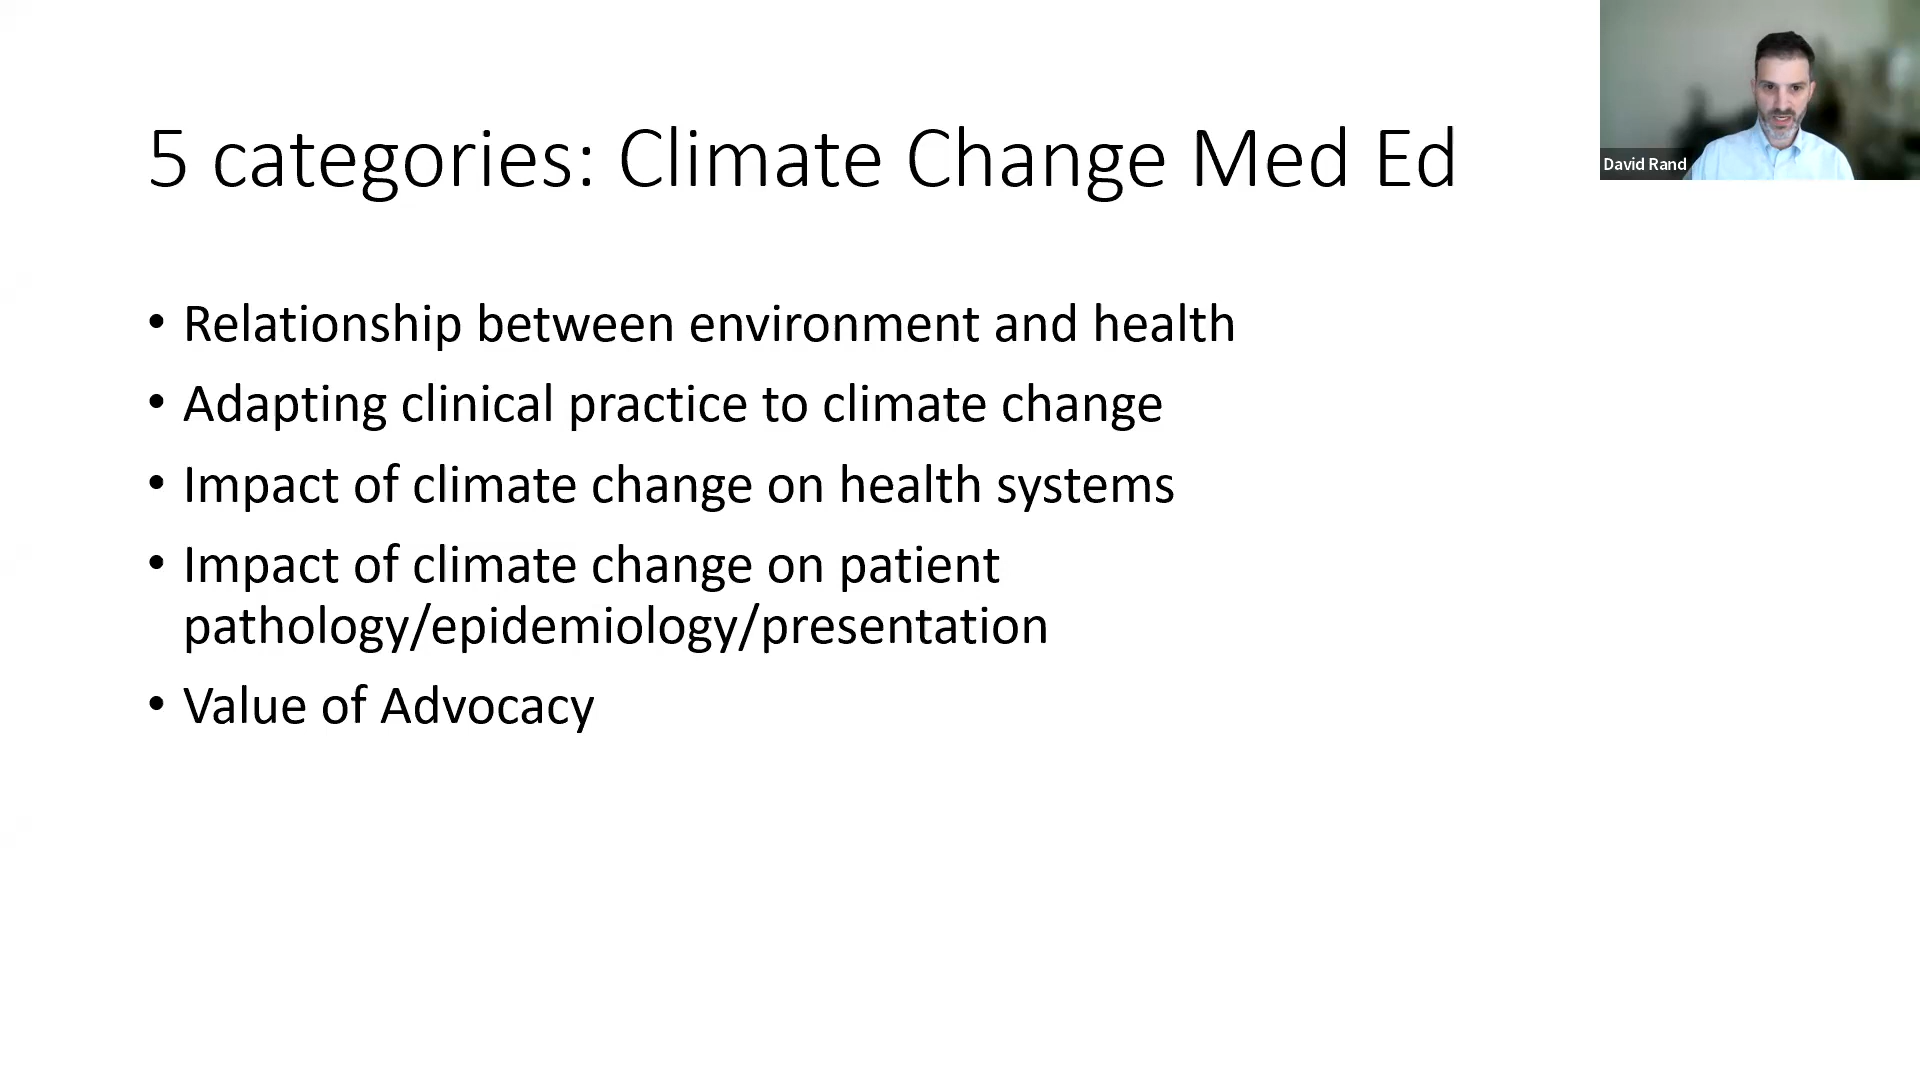 5 categories: Climate Change Med Ed
David Rand
• Relationship between environment and health
• Adapting clinical practice to climate change
• Impact of climate change on health systems
• Impact of climate change on patient
pathology/epidemiology/presentation
• Value of Advocacy